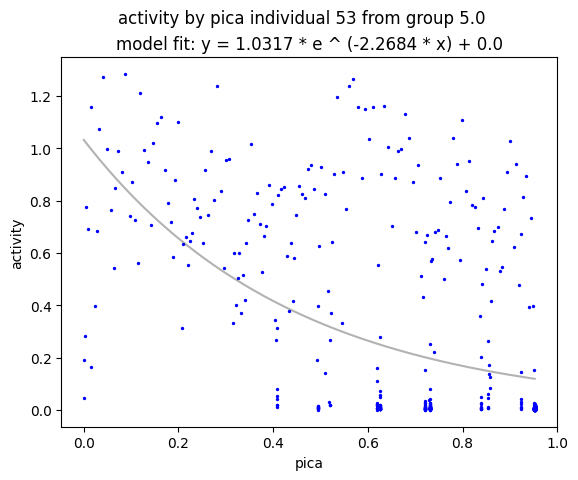 activity by pica individual 53 from group 5.0
model fit: y = 1.0317 * e ^ (-2.2684 * x) + 0.0
1.2
1.0
0.8
0.6
0.4
0.2
0.0
activity
0.0 0.2 0.4 0.6 0.8 1.0
pica